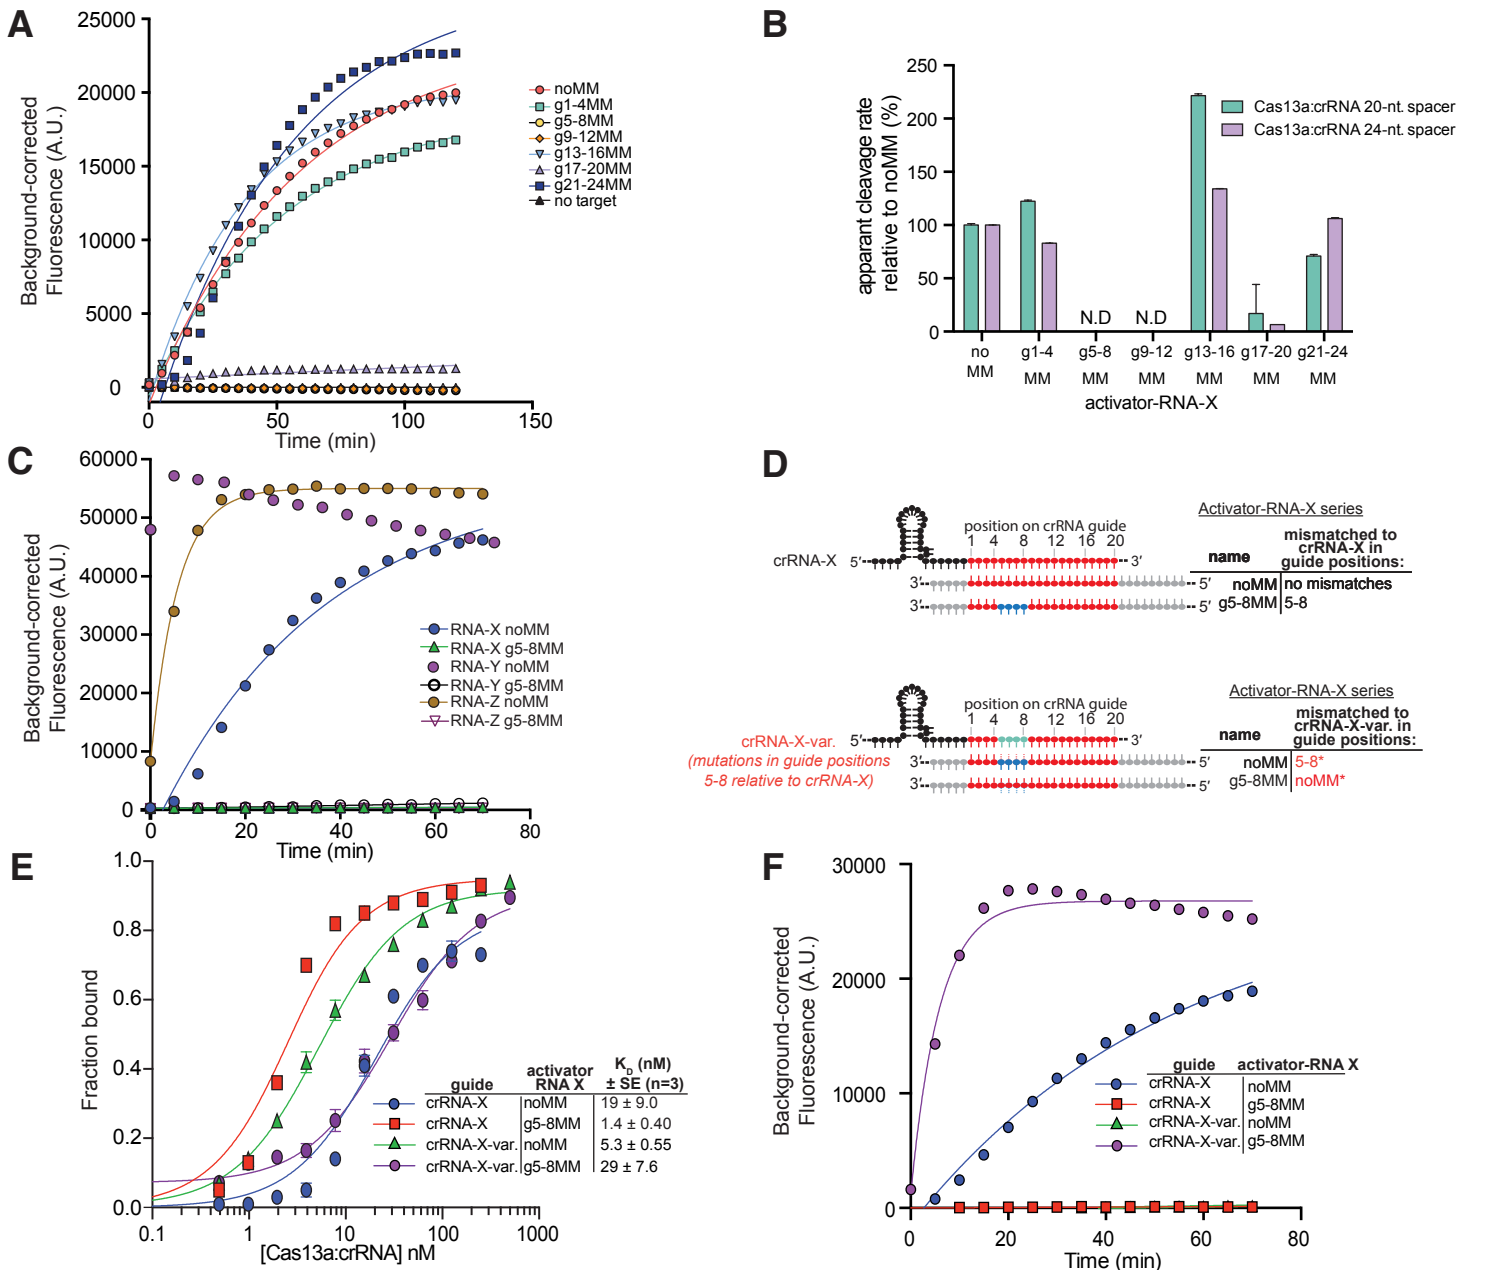 A
25000
20000
15000
10000
5000
0
0
50
100
150
Time (min)
Background-corrected
Fluorescence (A.U.)
noMM
g1-4MM
g5-8MM
g9-12MM
g13-16MM
g17-20MM
g21-24MM
no target
B
250
200
150
100
50
0
apparant cleavage rate
relative to noMM (%)
Cas13a:crRNA 20-nt. spacer
Cas13a:crRNA 24-nt. spacer
N.D
N.D
no
MM
g1-4
MM
g5-8
MM
g9-12
MM
g13-16
MM
g17-20
MM
g21-24
MM
activator-RNA-X
C
60000
50000
40000
30000
20000
10000
0
0
20
40
60
80
Time (min)
Background-corrected
Fluorescence (A.U.)
RNA-X noMM
RNA-X g5-8MM
RNA-Y noMM
RNA-Y g5-8MM
RNA-Z noMM
RNA-Z g5-8MM
D
position on crRNA guide
1 4 8 12 16 20
crRNA-X 5′ 3′
3′ 5′
3′ 5′
Activator-RNA-X series
name
mismatched to
crRNA-X in
guide positions:
noMM no mismatches
g5-8MM 5-8
position on crRNA guide
1 4 8 12 16 20
crRNA-X-var. 5′ 3′
(mutations in guide positions
5-8 relative to crRNA-X)
3′ 5′
3′ 5′
Activator-RNA-X series
name
mismatched to
crRNA-X-var. in
guide positions:
noMM 5-8*
g5-8MM noMM*
E
1.0
0.8
0.6
0.4
0.2
0.0
0.1
1
10
100
1000
[Cas13a:crRNA] nM
Fraction bound
guide
activator
RNA X
KD (nM)
± SE (n=3)
crRNA-X noMM 19 ± 9.0
crRNA-X g5-8MM 1.4 ± 0.40
crRNA-X-var. noMM 5.3 ± 0.55
crRNA-X-var. g5-8MM 29 ± 7.6
F
30000
20000
10000
0
0
20
40
60
80
Time (min)
Background-corrected
Fluorescence (A.U.)
guide activator-RNA X
crRNA-X noMM
crRNA-X g5-8MM
crRNA-X-var. noMM
crRNA-X-var. g5-8MM